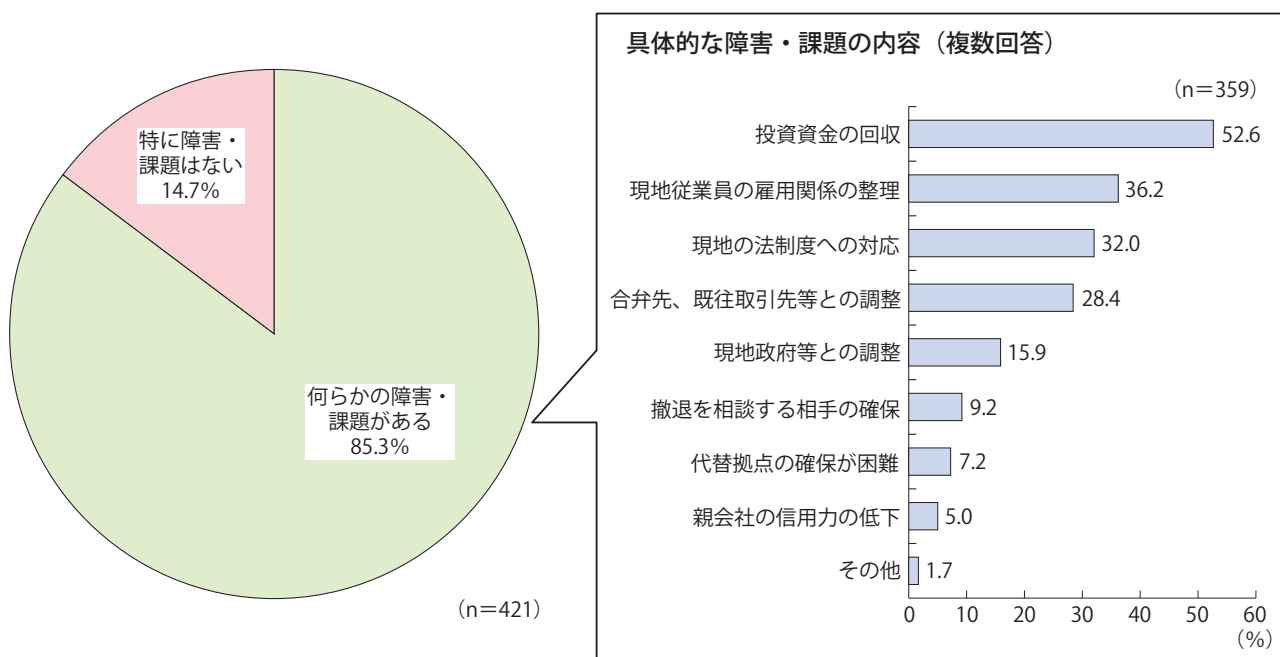 特に障害・
課題はない
14.7%
何らかの障害・
課題がある
85.3%
（n＝421）
具体的な障害・課題の内容（複数回答）
（n＝359）
投資資金の回収 52.6
現地従業員の雇用関係の整理 36.2
現地の法制度への対応 32.0
合弁先、既往取引先等との調整 28.4
現地政府等との調整 15.9
撤退を相談する相手の確保 9.2
代替拠点の確保が困難 7.2
親会社の信用力の低下 5.0
その他 1.7
0 10 20 30 40 50 60
（%）